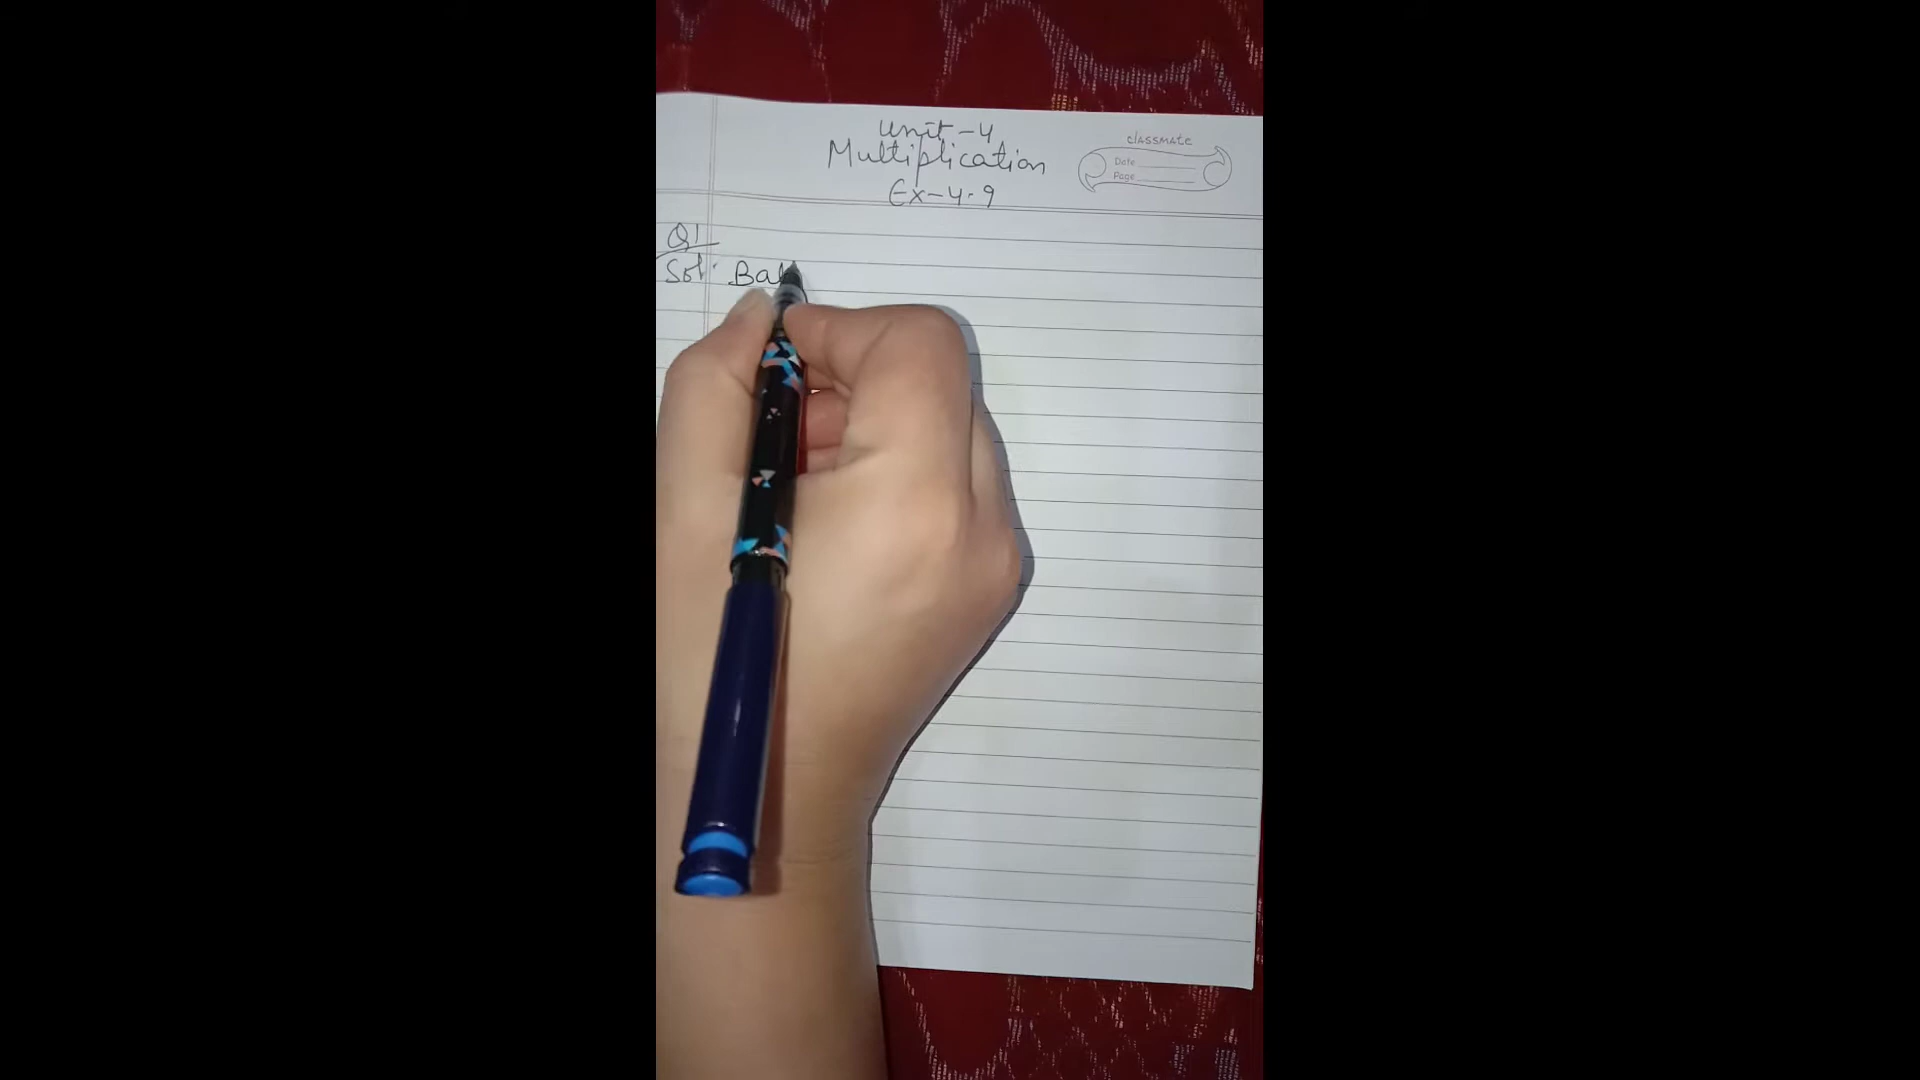 Unit-4
Multiplication
Ex-4.9
classmate
Date
Page
Q1
Sol: